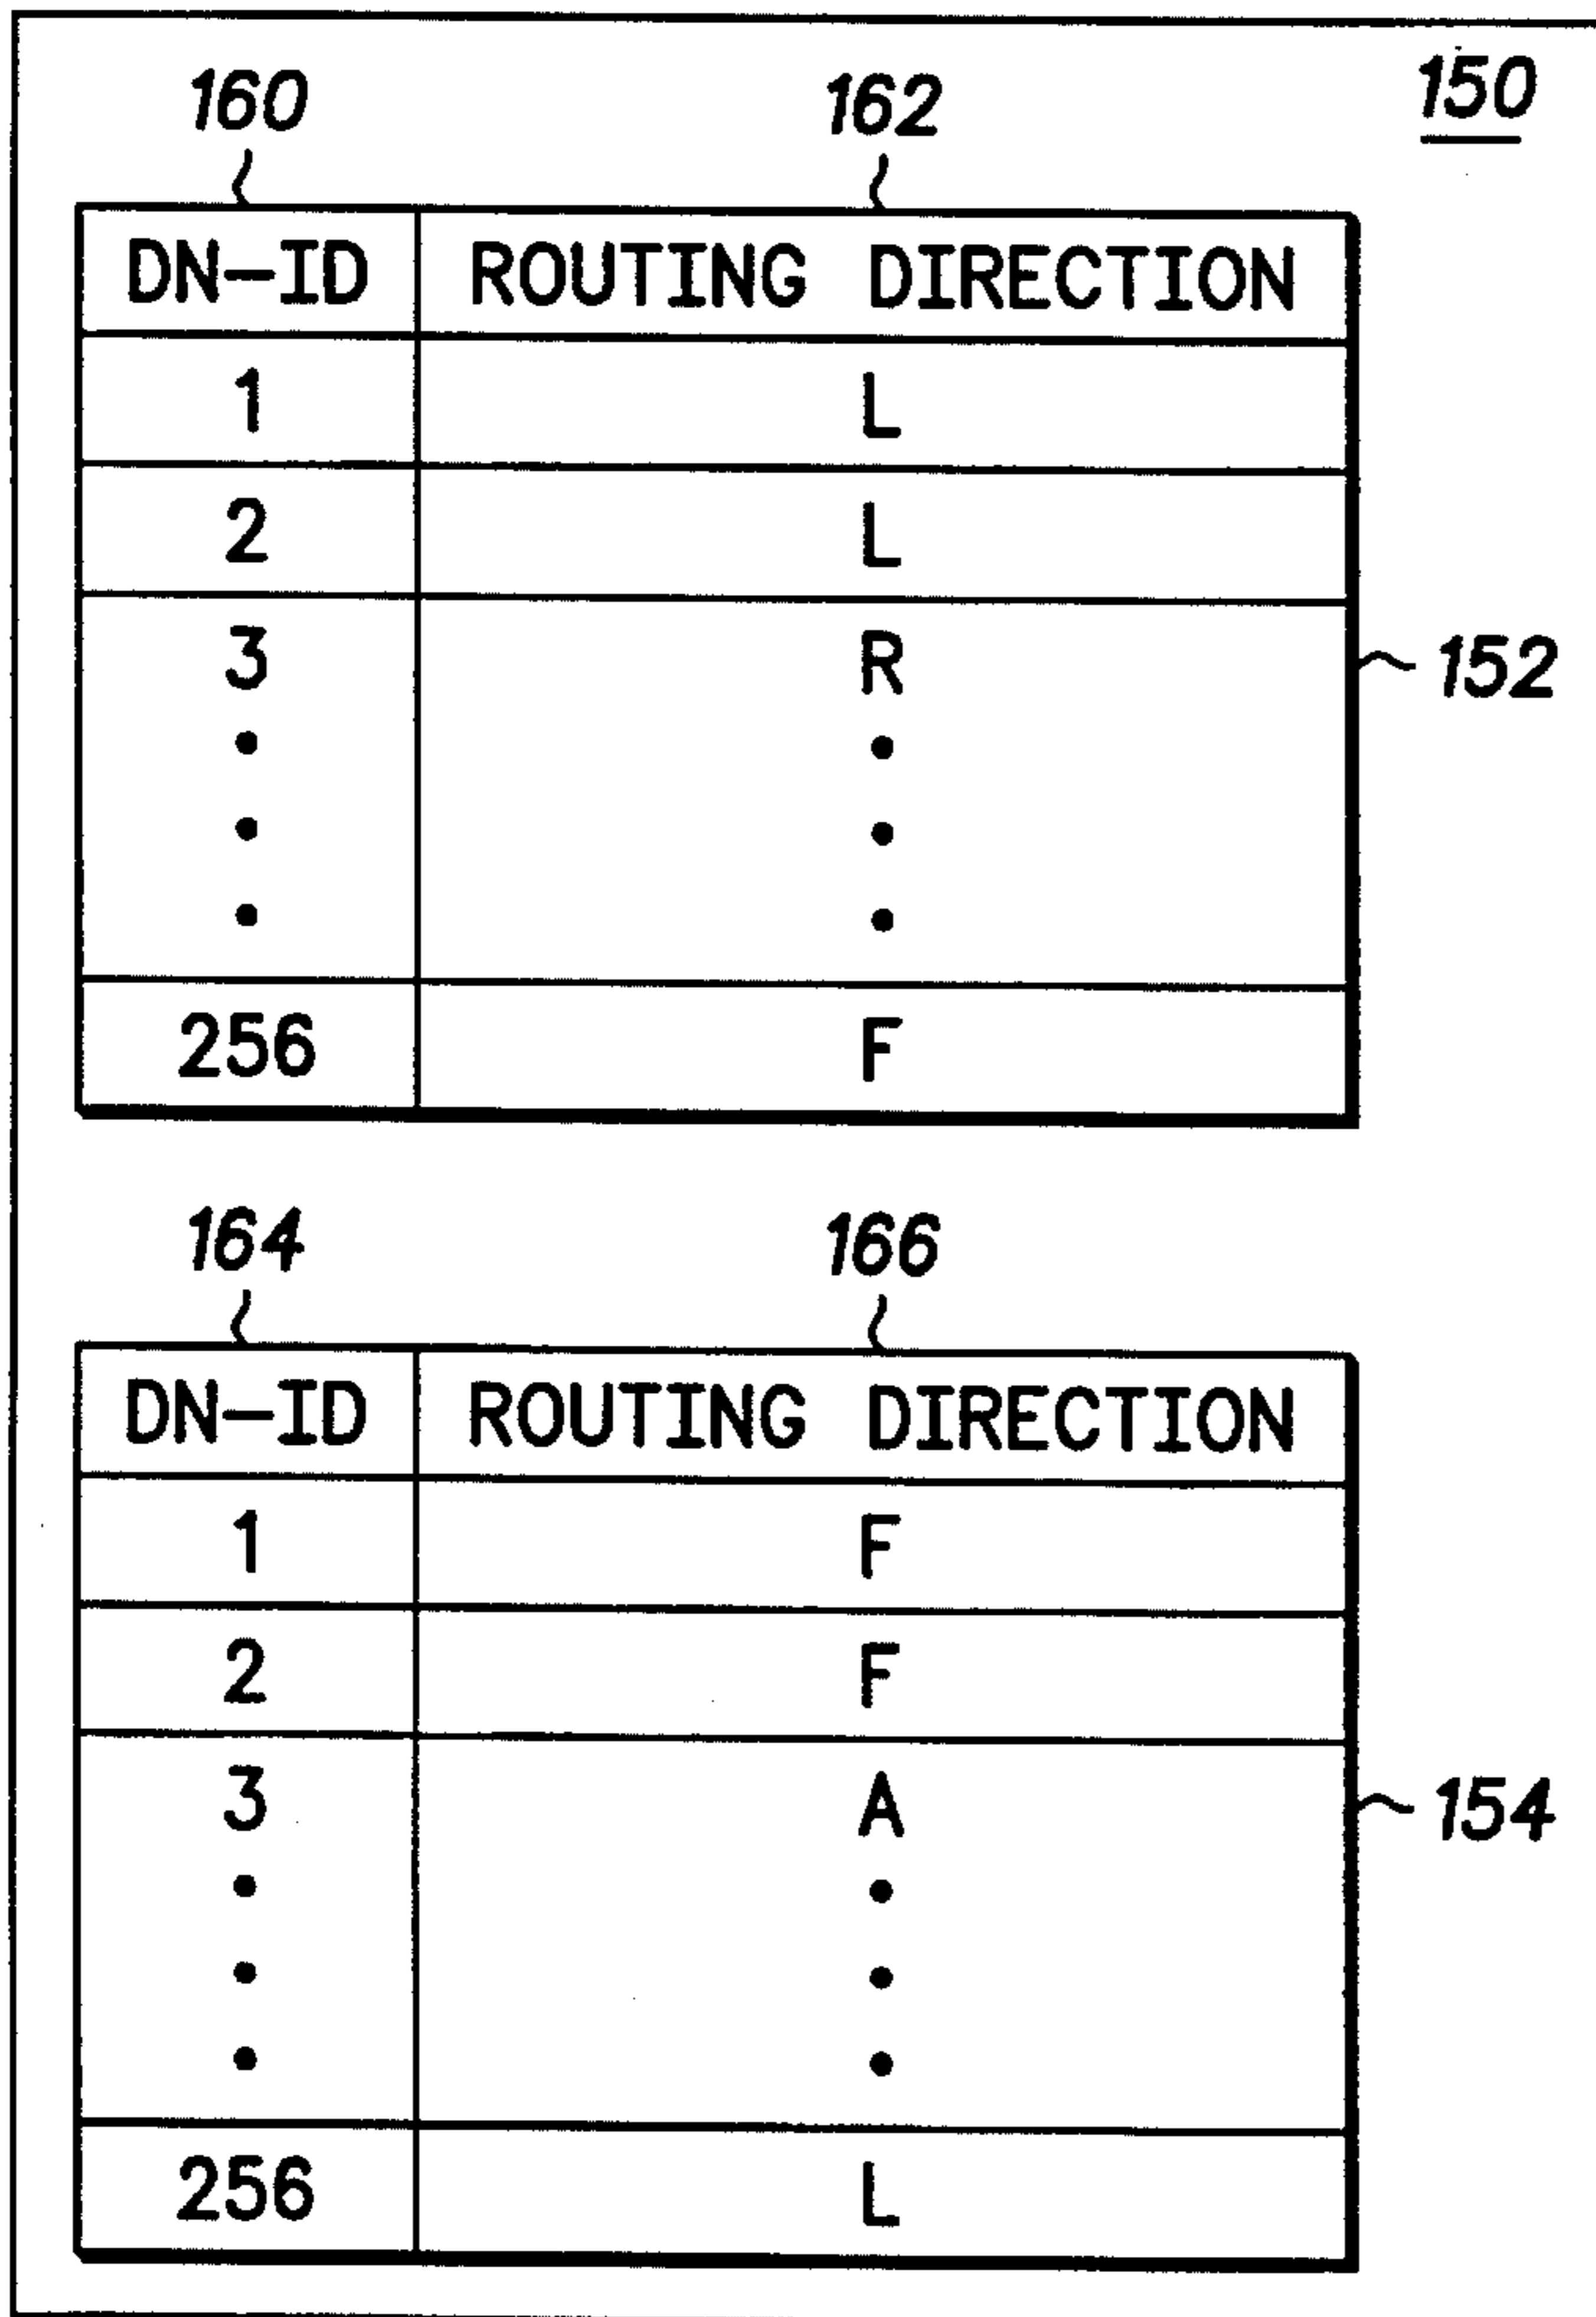 150
160 162
DN-ID ROUTING DIRECTION
1 L
2 L
3 R
152
256 F
164 166
DN-ID ROUTING DIRECTION
1 F
2 F
3 A
154
256 L